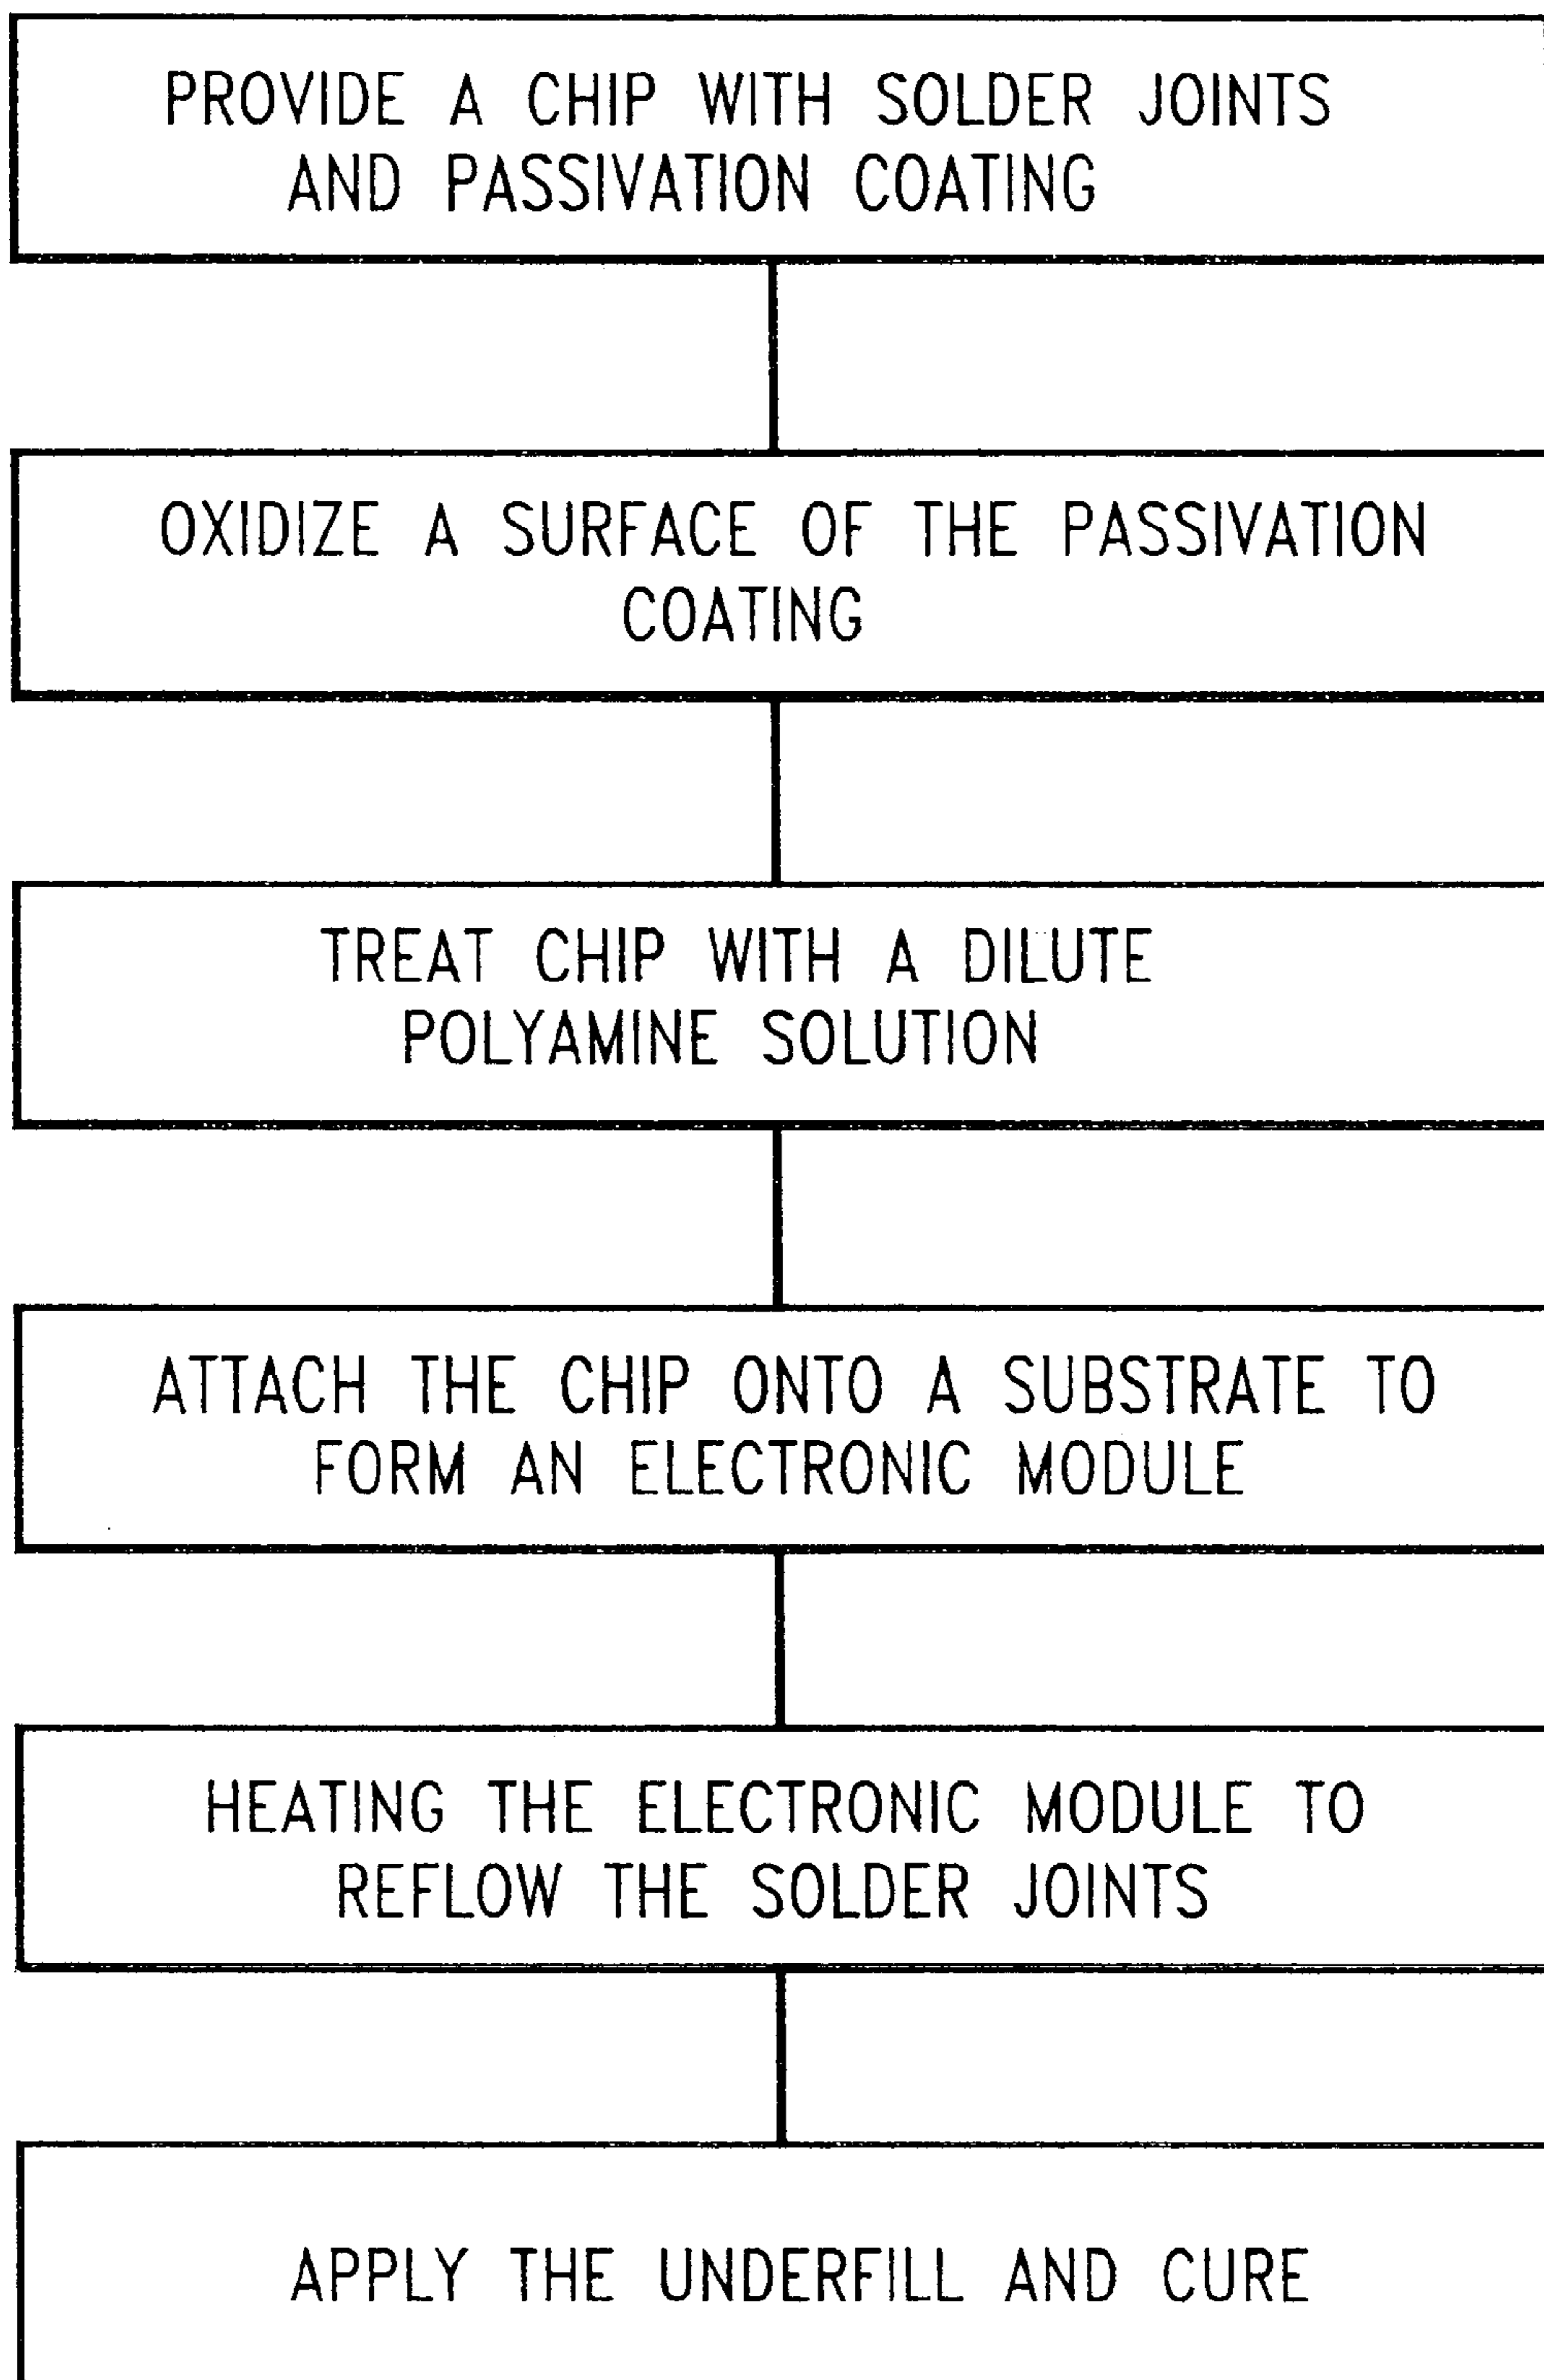 PROVIDE A CHIP WITH SOLDER JOINTS
AND PASSIVATION COATING
OXIDIZE A SURFACE OF THE PASSIVATION
COATING
TREAT CHIP WITH A DILUTE
POLYAMINE SOLUTION
ATTACH THE CHIP ONTO A SUBSTRATE TO
FORM AN ELECTRONIC MODULE
HEATING THE ELECTRONIC MODULE TO
REFLOW THE SOLDER JOINTS
APPLY THE UNDERFILL AND CURE